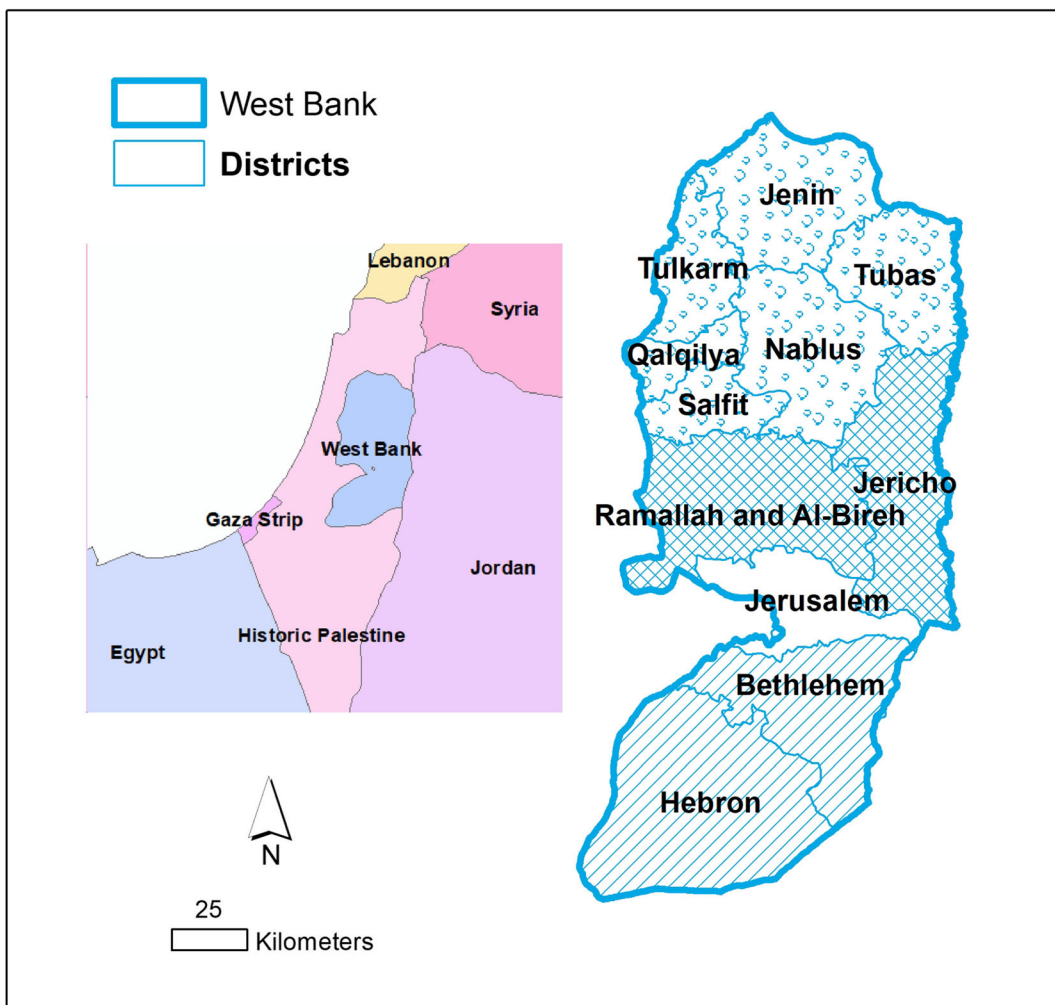 West Bank
Districts
Lebanon
Syria
West Bank
Gaza Strip
Jordan
Historic Palestine
Egypt
N
25
Kilometers
Jenin
Tulkarm
Tubas
Qalqilya
Nablus
Salfit
Jericho
Ramallah and Al-Bireh
Jerusalem
Bethlehem
Hebron